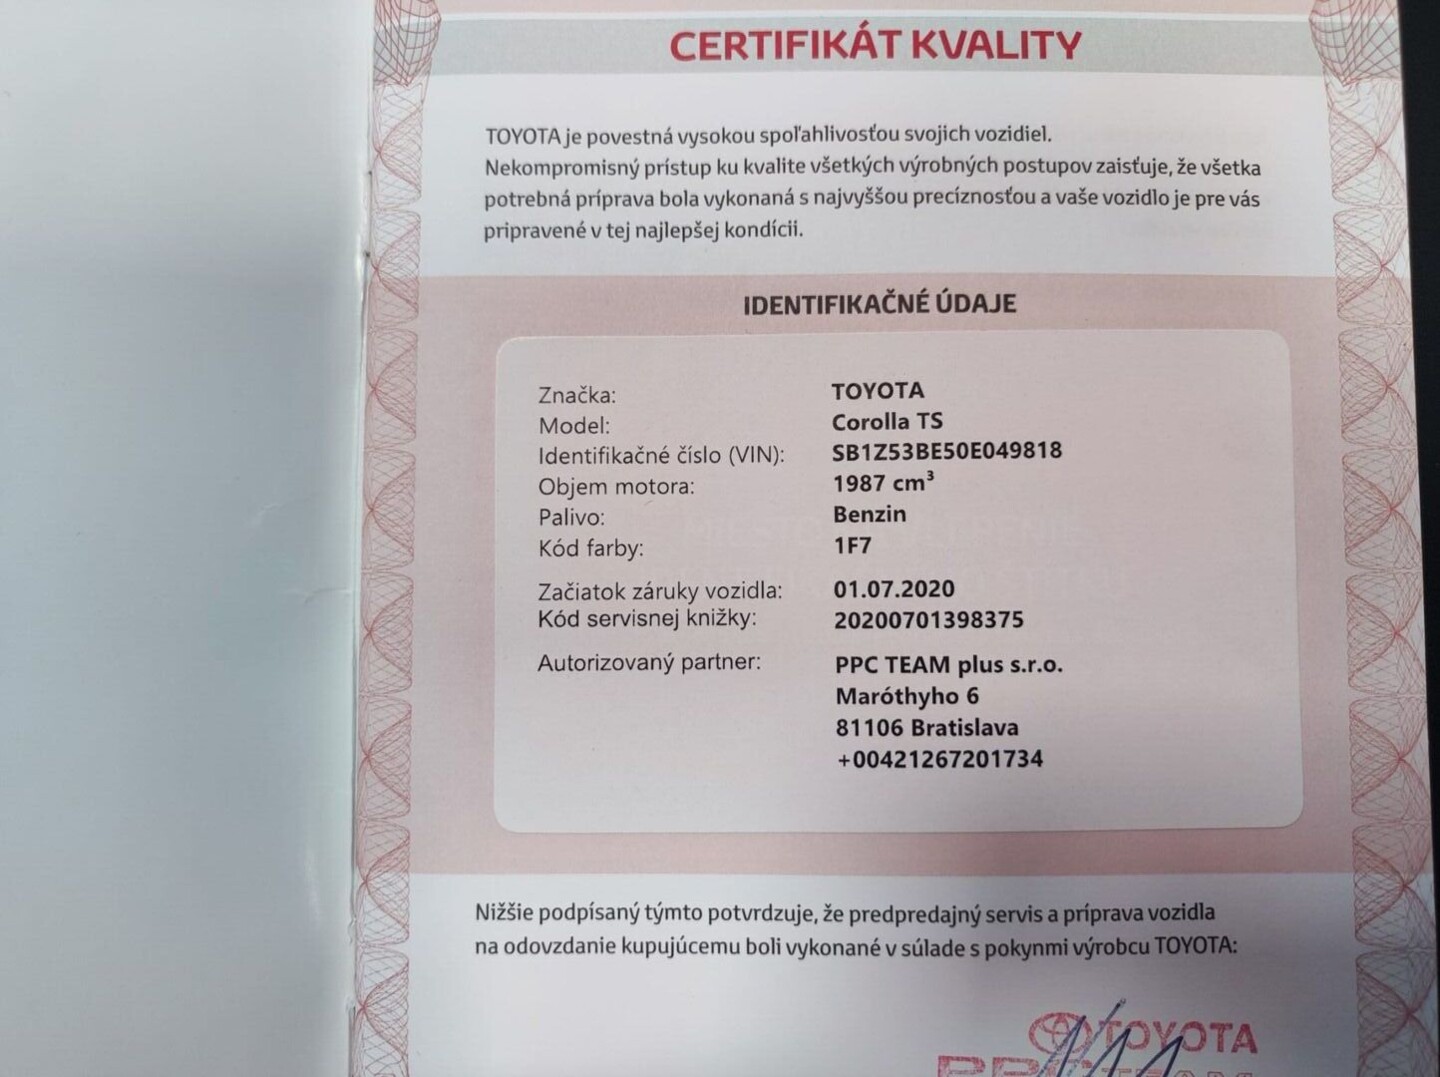 CERTIFIKÁT KVALITY
TOYOTA je povestná vysokou spoľahlivosťou svojich vozidiel.
Nekompromisný prístup ku kvalite všetkých výrobných postupov zaisťuje, že všetka
potrebná príprava bola vykonaná s najvyššou precíznosťou a vaše vozidlo je pre vás
pripravené v tej najlepšej kondícii.
IDENTIFIKAČNÉ ÚDAJE
Značka: TOYOTA
Model: Corolla TS
Identifikačné číslo (VIN): SB1Z53BE50E049818
Objem motora: 1987 cm³
Palivo: Benzin
Kód farby: 1F7
Začiatok záruky vozidla: 01.07.2020
Kód servisnej knižky: 20200701398375
Autorizovaný partner: PPC TEAM plus s.r.o.
Maróthyho 6
81106 Bratislava
+00421267201734
Nižšie podpísaný týmto potvrdzuje, že predpredajný servis a príprava vozidla
na odovzdanie kupujúcemu boli vykonané v súlade s pokynmi výrobcu TOYOTA:
TOYOTA